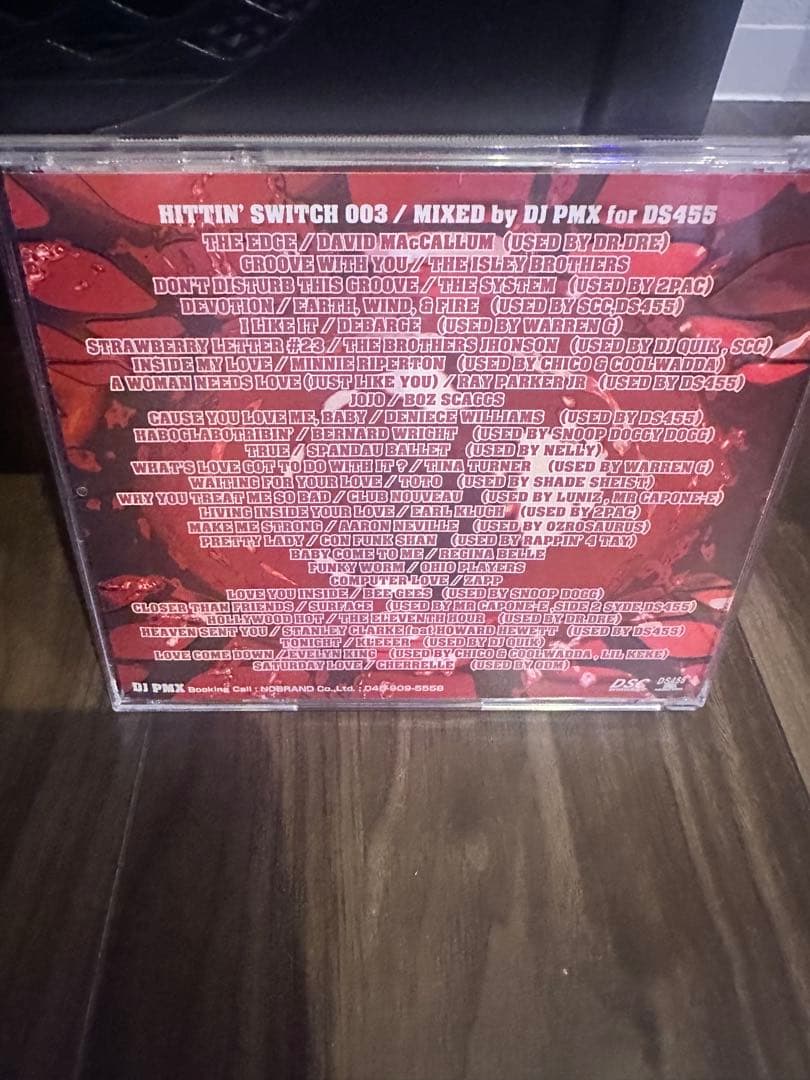 HITTIN' SWITCH 003 / MIXED by DJ PMX for DS455
THE EDGE / DAVID MACCALLUM (USED BY DR.DRE)
GROOVE WITH YOU / THE ISLEY BROTHERS
DON'T DISTURB THIS GROOVE / THE SYSTEM (USED BY 2PAC)
DEVOTION / EARTH, WIND, & FIRE (USED BY SCC,DS455)
I LIKE IT / DEBARGE (USED BY WARREN G)
STRAWBERRY LETTER #23 / THE BROTHERS JHONSON (USED BY DJ QUIK , SCC)
INSIDE MY LOVE / MINNIE RIPERTON (USED BY CHICO & COOLWADDA)
A WOMAN NEEDS LOVE (JUST LIKE YOU) / RAY PARKER JR (USED BY DS455)
JOJO / BOZ SCAGGS
CAUSE YOU LOVE ME, BABY / DENIECE WILLIAMS (USED BY DS455)
HABOGLABOTRIBIN' / BERNARD WRIGHT (USED BY SNOOP DOGGY DOGG)
TRUE / SPANDAU BALLET (USED BY NELLY)
WHAT'S LOVE GOT TO DO WITH IT ? / TINA TURNER (USED BY WARREN G)
WAITING FOR YOUR LOVE / TOTO (USED BY SHADE SHEIST)
WHY YOU TREAT ME SO BAD / CLUB NOUVEAU (USED BY LUNIZ , MR CAPONE-E)
LIVING INSIDE YOUR LOVE / EARL KLUGH (USED BY 2PAC)
MAKE ME STRONG / AARON NEVILLE (USED BY OZROSAURUS)
PRETTY LADY / CON FUNK SHAN (USED BY RAPPIN' 4 TAY)
BABY COME TO ME / REGINA BELLE
FUNKY WORM / OHIO PLAYERS
COMPUTER LOVE / ZAPP
LOVE YOU INSIDE / BEE GEES (USED BY SNOOP DOGG)
CLOSER THAN FRIENDS / SURFACE (USED BY MR CAPONE-E ,SIDE 2 SYDE,DS455)
HOLLYWOOD HOT / THE ELEVENTH HOUR (USED BY DR.DRE)
HEAVEN SENT YOU / STANLEY CLARKE feat HOWARD HEWETT (USED BY DS455)
TONIGHT / KLEEER (USED BY DJ QUIK)
LOVE COME DOWN / EVELYN KING (USED BY CHICO & COOLWADDA , LIL KEKE)
SATURDAY LOVE / CHERRELLE (USED BY ODM)
DJ PMX Booking Call : NOBRAND Co.,Ltd. : 045-909-5558
DSC DS455